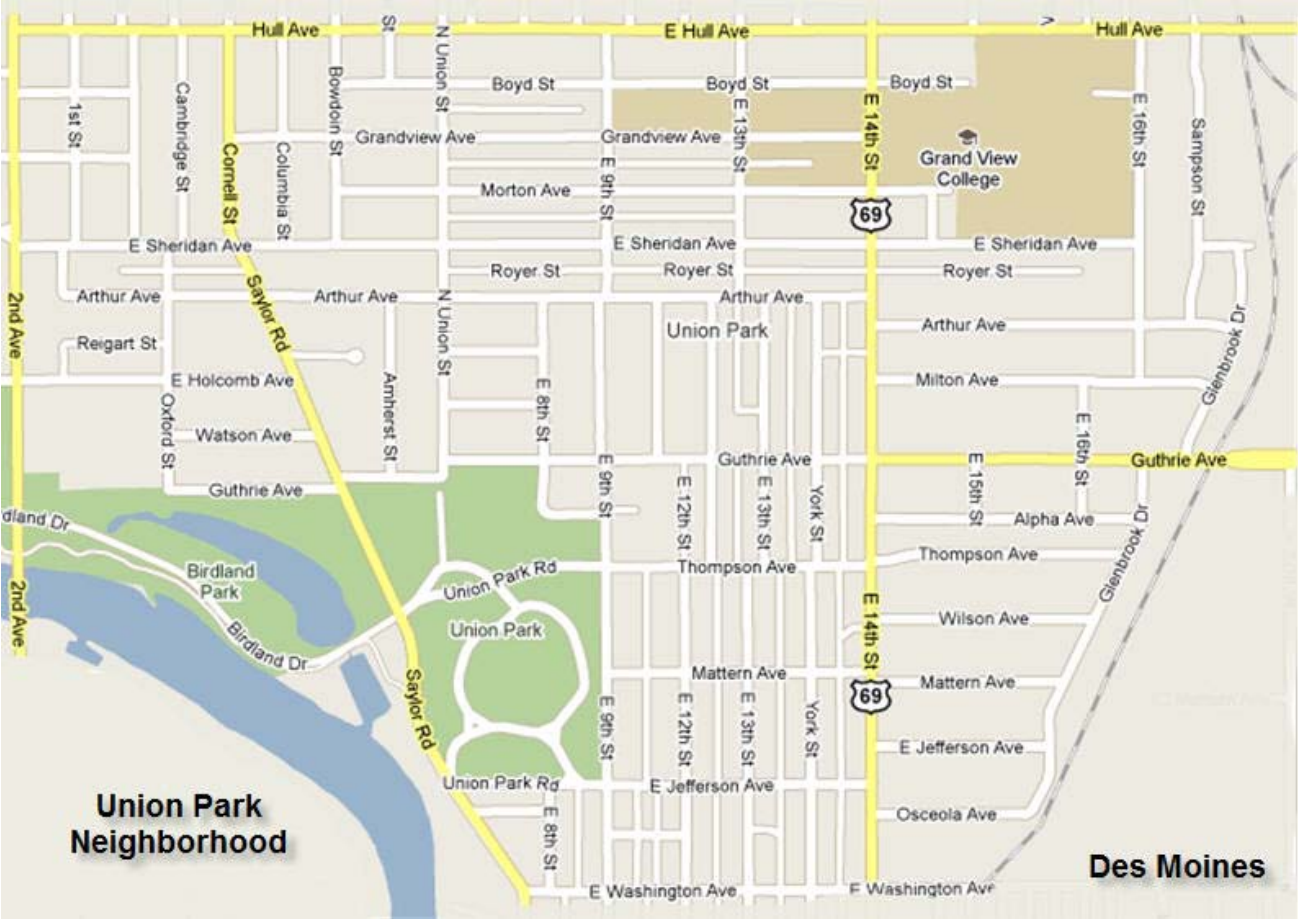 Hull Ave
E Hull Ave
Hull Ave
St
N Union St
Bowdoin St
Boyd St
Boyd St
Boyd St
1st St
Cambridge St
Cornell St
Columbia St
Grandview Ave
Grandview Ave
E 13th St
E 14th St
E 16th St
Sampson St
Grand View
College
E 9th St
Morton Ave
69
E Sheridan Ave
E Sheridan Ave
E Sheridan Ave
Royer St
Royer St
Royer St
2nd Ave
Arthur Ave
Saylor Rd
Arthur Ave
N Union St
Arthur Ave
Arthur Ave
Union Park
Glenbrook Dr
Reigart St
E Holcomb Ave
Milton Ave
Oxford St
Amherst St
E 8th St
E 16th St
Watson Ave
Guthrie Ave
Guthrie Ave
Guthrie Ave
E 9th St
E 12th St
E 13th St
York St
E 15th St
Alpha Ave
Glenbrook Dr
dland Dr
Birdland
Park
Union Park Rd
Thompson Ave
Thompson Ave
2nd Ave
Birdland Dr
Union Park
E 14th St
Wilson Ave
Saylor Rd
Mattern Ave
Mattern Ave
69
E 9th St
E 12th St
E 13th St
York St
E Jefferson Ave
Union Park Rd
E Jefferson Ave
E 8th St
Osceola Ave
Union Park
Neighborhood
Des Moines
E Washington Ave
E Washington Ave